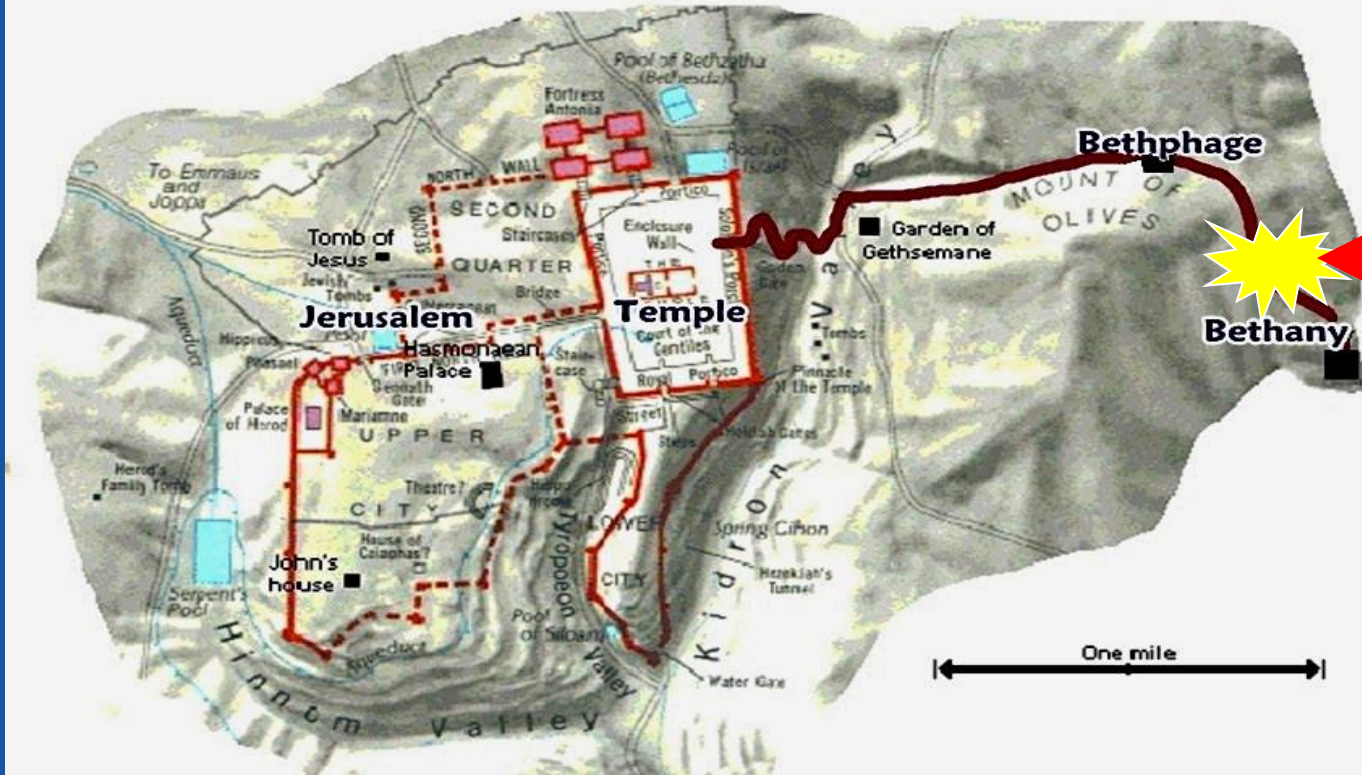 Pool of Bethzatha
(Bethesda)
Fortress
Antonia
Bethphage
To Emmaus
and
Joppa
NORTH WALL
Pool of
Israel
Portico
MOUNT OF
OLIVES
SECOND
SECOND
QUARTER
Staircases
Enclosure
Wall
Portico
THE
Tomb of
Jesus
Garden of
Gethsemane
Jewish
Tombs
Bridge
Jerusalem
Temple
Bethany
Aqueduct
Hippicus
Phasael
Hasmonaean
Palace
Gennath
Gate
Mariamne
Stair-
case
Court of the
Gentiles
Royal Portico
Tombs
Pinnacle
of the Temple
Palace
of Herod
UPPER
CITY
Street
Steps
Huldah Gates
Herod's
Family Tomb
Theatre?
House of
Caiaphas?
LOWER
CITY
Spring Gihon
Hezekiah's
Tunnel
John's
house
Serpent's
Pool
Pool
of Siloam
Aqueduct
Tyropoeon
Valley
Kidron
Water Gate
Hinnom Valley
One mile